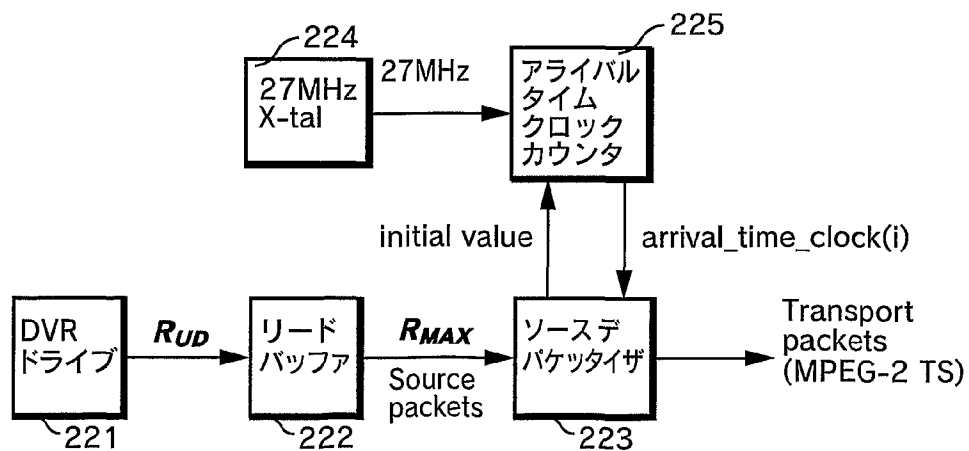 224
225
27MHz
X-tal
27MHz
アライバル
タイム
クロック
カウンタ
initial value
arrival_time_clock(i)
DVR
ドライブ
RUD
リード
バッファ
RMAX
Source
packets
ソースデ
パケッタイザ
Transport
packets
(MPEG-2 TS)
221
222
223